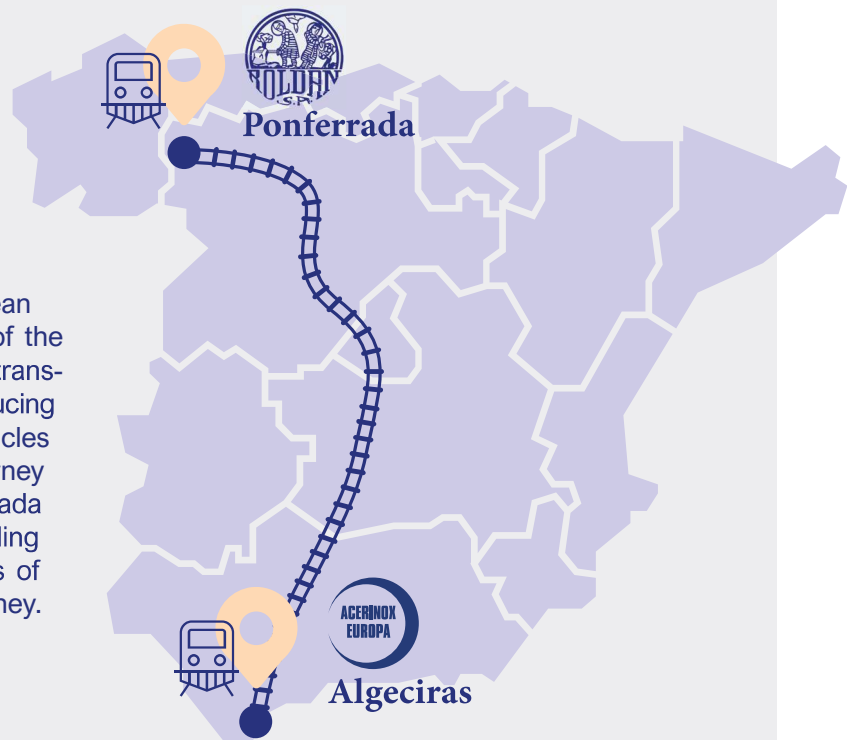 ROLDAN
S.A.
Ponferrada
ean
of the
trans-
ucing
cles
ney
ada
ling
s of
ney.
ACERINOX
EUROPA
Algeciras